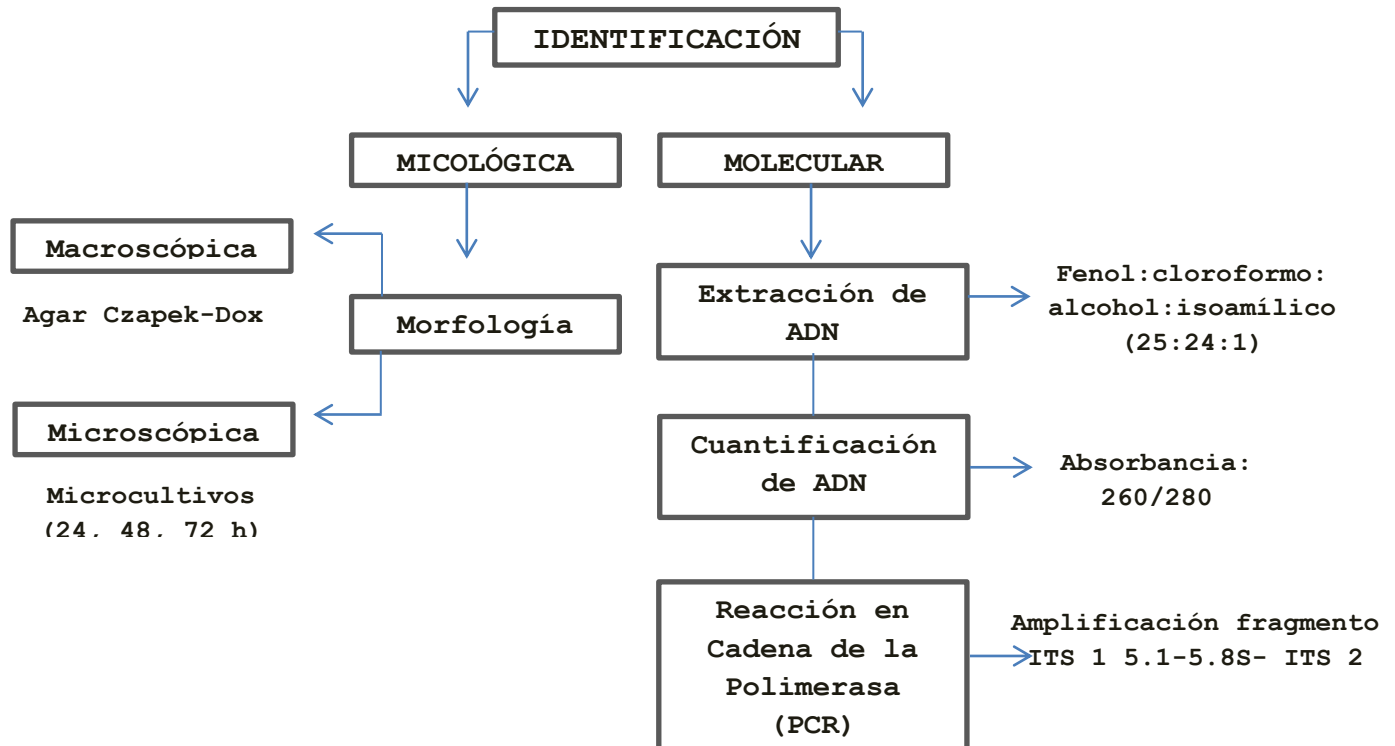 IDENTIFICACIÓN
MICOLÓGICA
MOLECULAR
Macroscópica
Agar Czapek-Dox
Morfología
Microscópica
Microcultivos
(24, 48, 72 h)
Extracción de
ADN
Fenol:cloroformo:
alcohol:isoamílico
(25:24:1)
Cuantificación
de ADN
Absorbancia:
260/280
Reacción en
Cadena de la
Polimerasa
(PCR)
Amplificación fragmento
ITS 1 5.1-5.8S- ITS 2